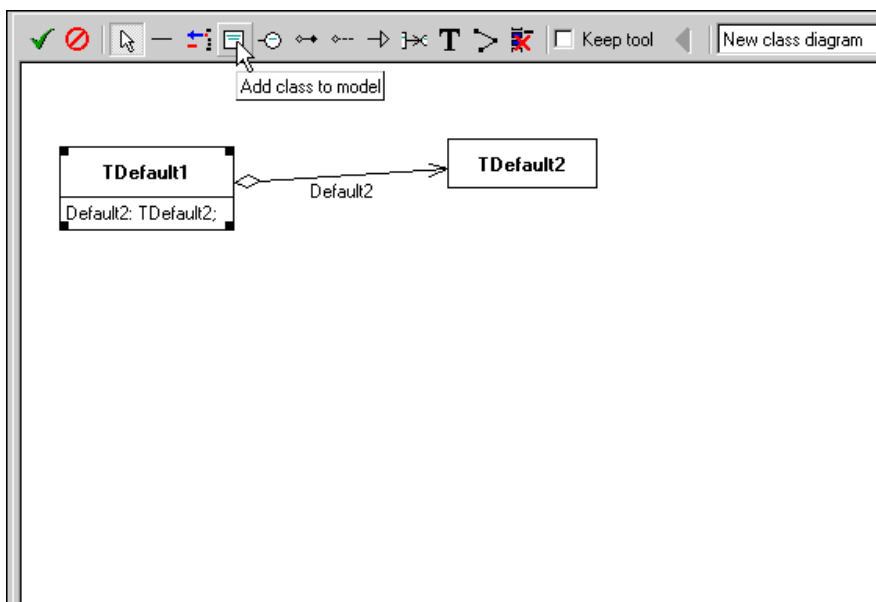 T Keep tool New class diagram
Add class to model
TDefault1
TDefault2
Default2
Default2: TDefault2;